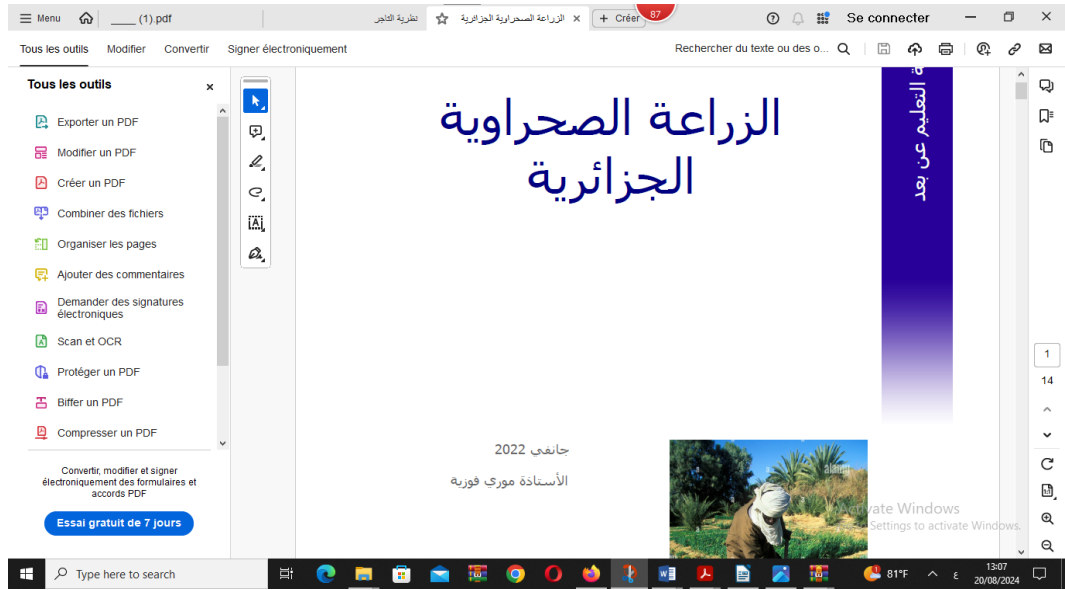 Menu
____ (1).pdf
نظرية التاجر
الزراعة الصحراوية الجزائرية
Créer
87
Se connecter
Tous les outils
Modifier
Convertir
Signer électroniquement
Rechercher du texte ou des o...
Tous les outils
Exporter un PDF
Modifier un PDF
Créer un PDF
Combiner des fichiers
Organiser les pages
Ajouter des commentaires
Demander des signatures
électroniques
Scan et OCR
Protéger un PDF
Biffer un PDF
Compresser un PDF
Convertir, modifier et signer
électroniquement des formulaires et
accords PDF
Essai gratuit de 7 jours
الزراعة الصحراوية
الجزائرية
التعليم عن بعد
جانفي 2022
الأستاذة موري فوزية
alamy
1
14
Activate Windows
Settings to activate Windows.
Type here to search
81°F
ع
13:07
20/08/2024